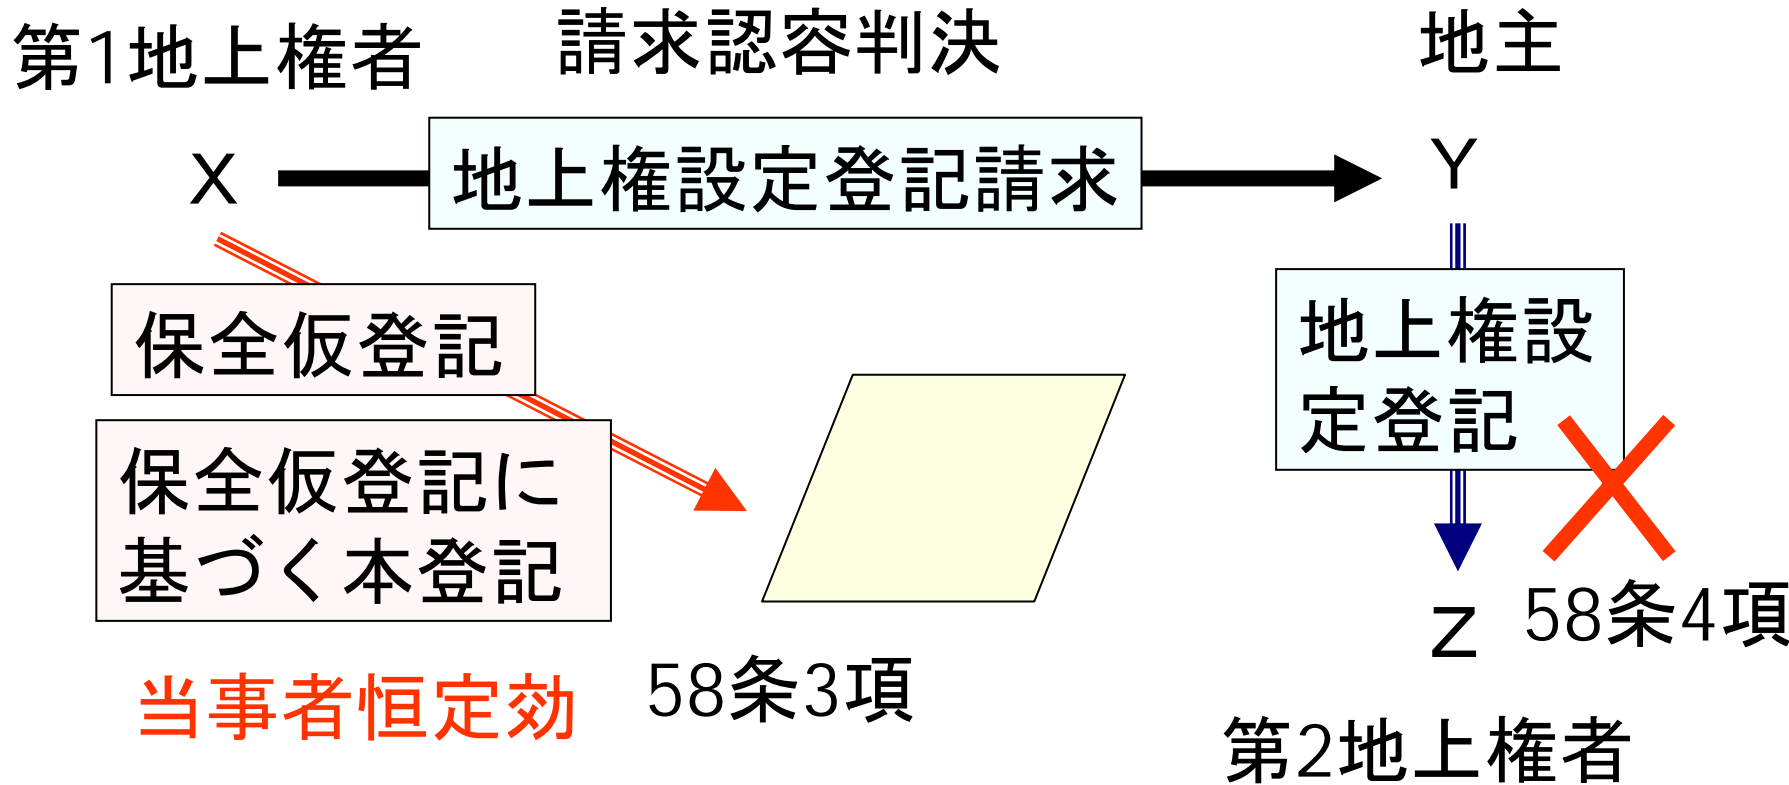 第1地上権者
請求認容判決
地主
X
地上権設定登記請求
Y
保全仮登記
地上権設
定登記
保全仮登記に
基づく本登記
58条4項
Z
当事者恒定効
58条3項
第2地上権者